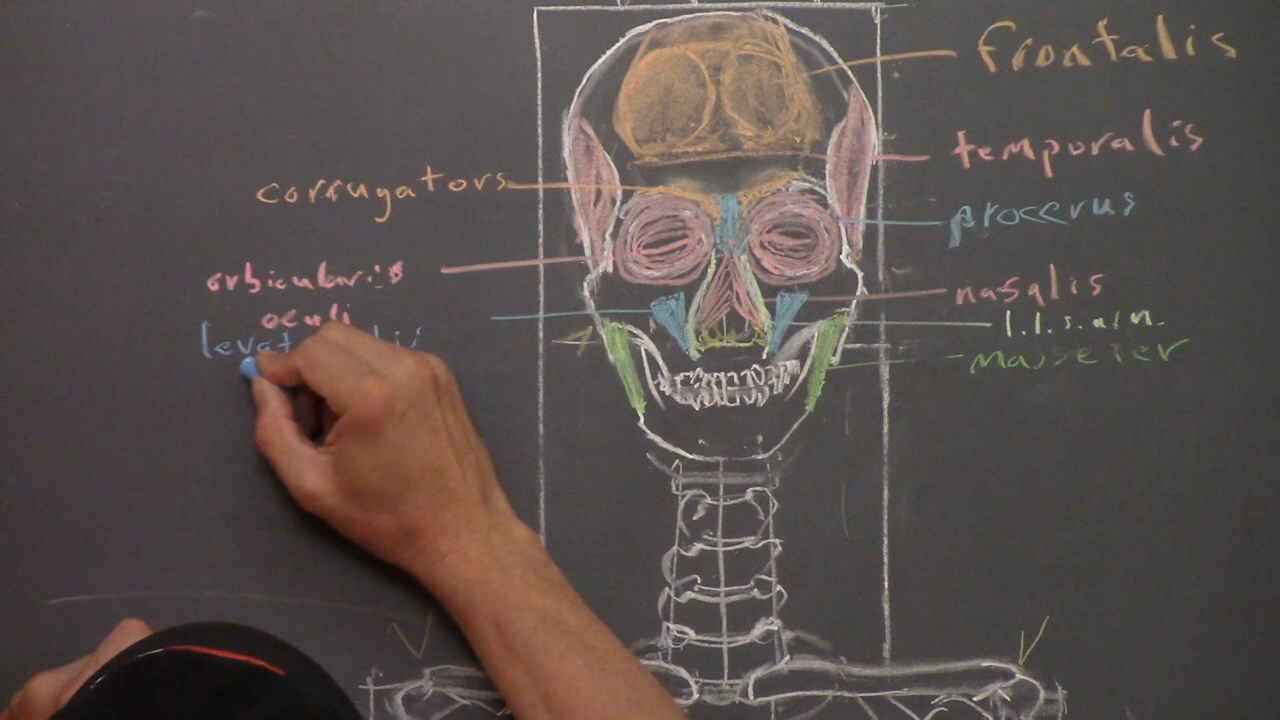 frontalis
temporalis
corrugators
procerus
orbicularis
oculi
nasalis
l.l.s.a.n.
masseter